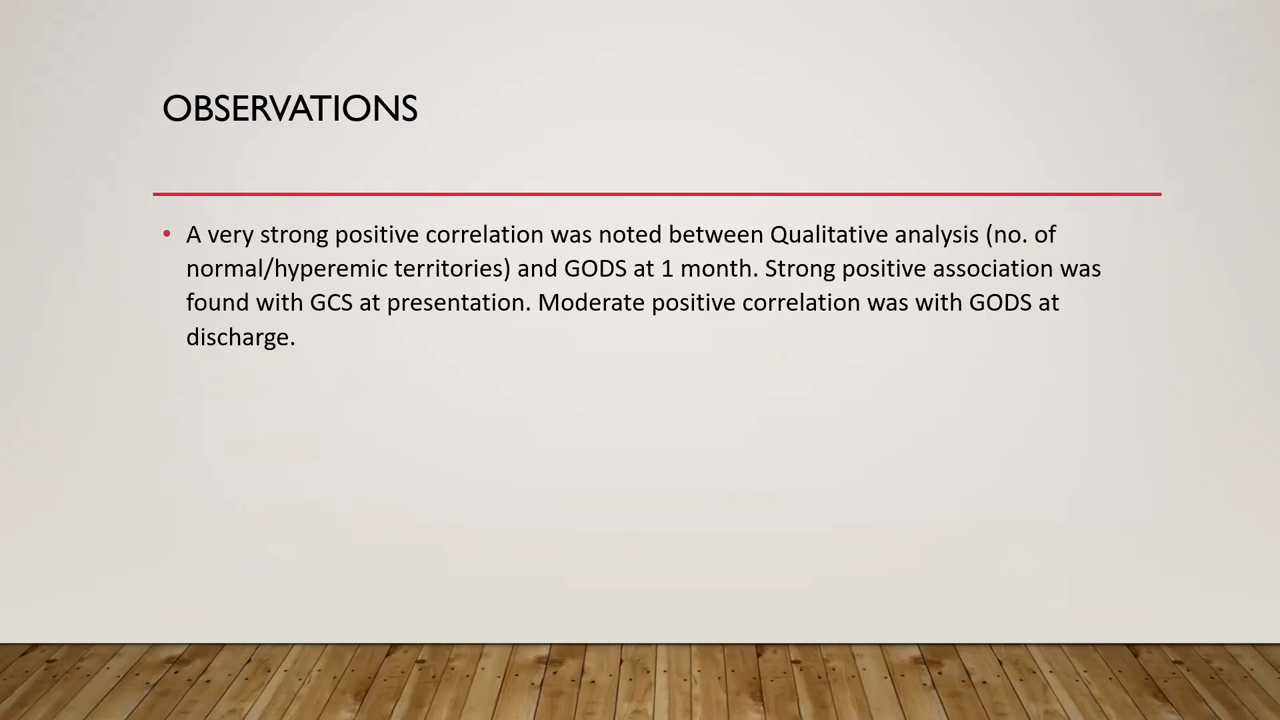 OBSERVATIONS
• A very strong positive correlation was noted between Qualitative analysis (no. of
normal/hyperemic territories) and GODS at 1 month. Strong positive association was
found with GCS at presentation. Moderate positive correlation was with GODS at
discharge.